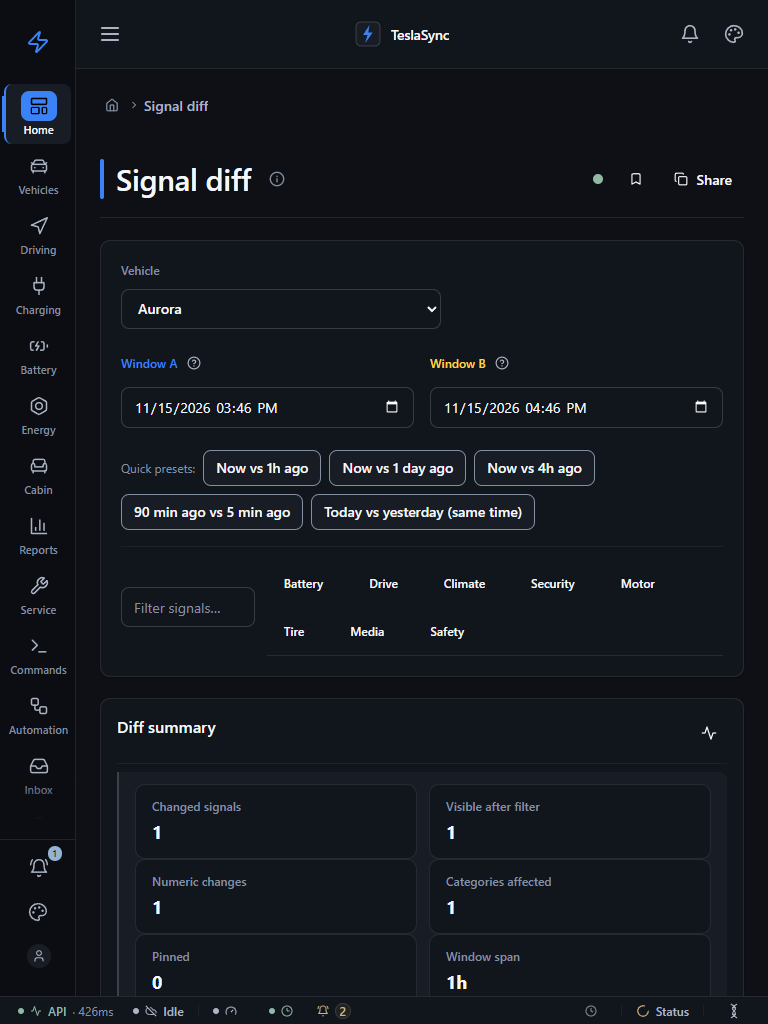 TeslaSync
Signal diff
Home
Vehicles
Driving
Charging
Battery
Energy
Cabin
Reports
Service
Commands
Automation
Inbox
1
Signal diff
Share
Vehicle
Aurora
Window A
Window B
11/15/2026 03:46 PM
11/15/2026 04:46 PM
Quick presets: Now vs 1h ago Now vs 1 day ago Now vs 4h ago
90 min ago vs 5 min ago Today vs yesterday (same time)
Filter signals...
Battery Drive Climate Security Motor
Tire Media Safety
Diff summary
Changed signals
1
Visible after filter
1
Numeric changes
1
Categories affected
1
Pinned
0
Window span
1h
API · 426ms Idle 2 Status